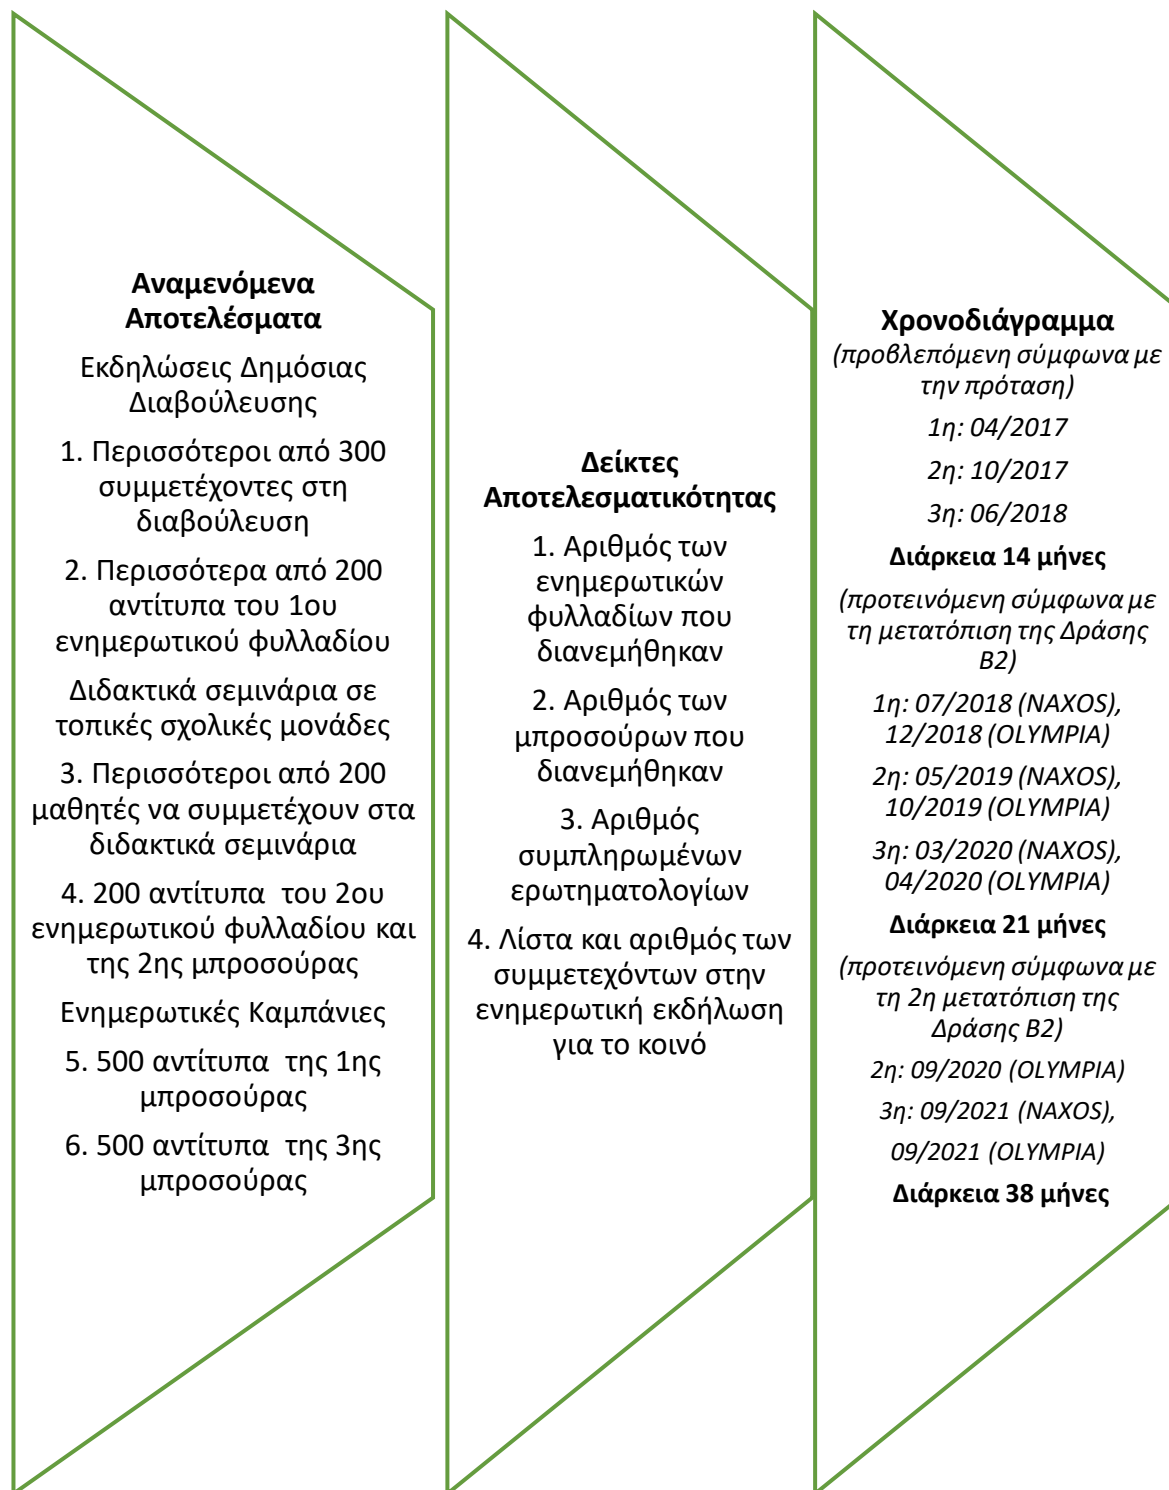 Αναμενόμενα
Αποτελέσματα
Εκδηλώσεις Δημόσιας
Διαβούλευσης
1. Περισσότεροι από 300
συμμετέχοντες στη
διαβούλευση
2. Περισσότερα από 200
αντίτυπα του 1ου
ενημερωτικού φυλλαδίου
Διδακτικά σεμινάρια σε
τοπικές σχολικές μονάδες
3. Περισσότεροι από 200
μαθητές να συμμετέχουν στα
διδακτικά σεμινάρια
4. 200 αντίτυπα του 2ου
ενημερωτικού φυλλαδίου και
της 2ης μπροσούρας
Ενημερωτικές Καμπάνιες
5. 500 αντίτυπα της 1ης
μπροσούρας
6. 500 αντίτυπα της 3ης
μπροσούρας
Δείκτες
Αποτελεσματικότητας
1. Αριθμός των
ενημερωτικών
φυλλαδίων που
διανεμήθηκαν
2. Αριθμός των
μπροσούρων που
διανεμήθηκαν
3. Αριθμός
συμπληρωμένων
ερωτηματολογίων
4. Λίστα και αριθμός των
συμμετεχόντων στην
ενημερωτική εκδήλωση
για το κοινό
Χρονοδιάγραμμα
(προβλεπόμενη σύμφωνα με
την πρόταση)
1η: 04/2017
2η: 10/2017
3η: 06/2018
Διάρκεια 14 μήνες
(προτεινόμενη σύμφωνα με
τη μετατόπιση της Δράσης
Β2)
1η: 07/2018 (NAXOS),
12/2018 (OLYMPIA)
2η: 05/2019 (NAXOS),
10/2019 (OLYMPIA)
3η: 03/2020 (NAXOS),
04/2020 (OLYMPIA)
Διάρκεια 21 μήνες
(προτεινόμενη σύμφωνα με
τη 2η μετατόπιση της
Δράσης Β2)
2η: 09/2020 (OLYMPIA)
3η: 09/2021 (NAXOS),
09/2021 (OLYMPIA)
Διάρκεια 38 μήνες